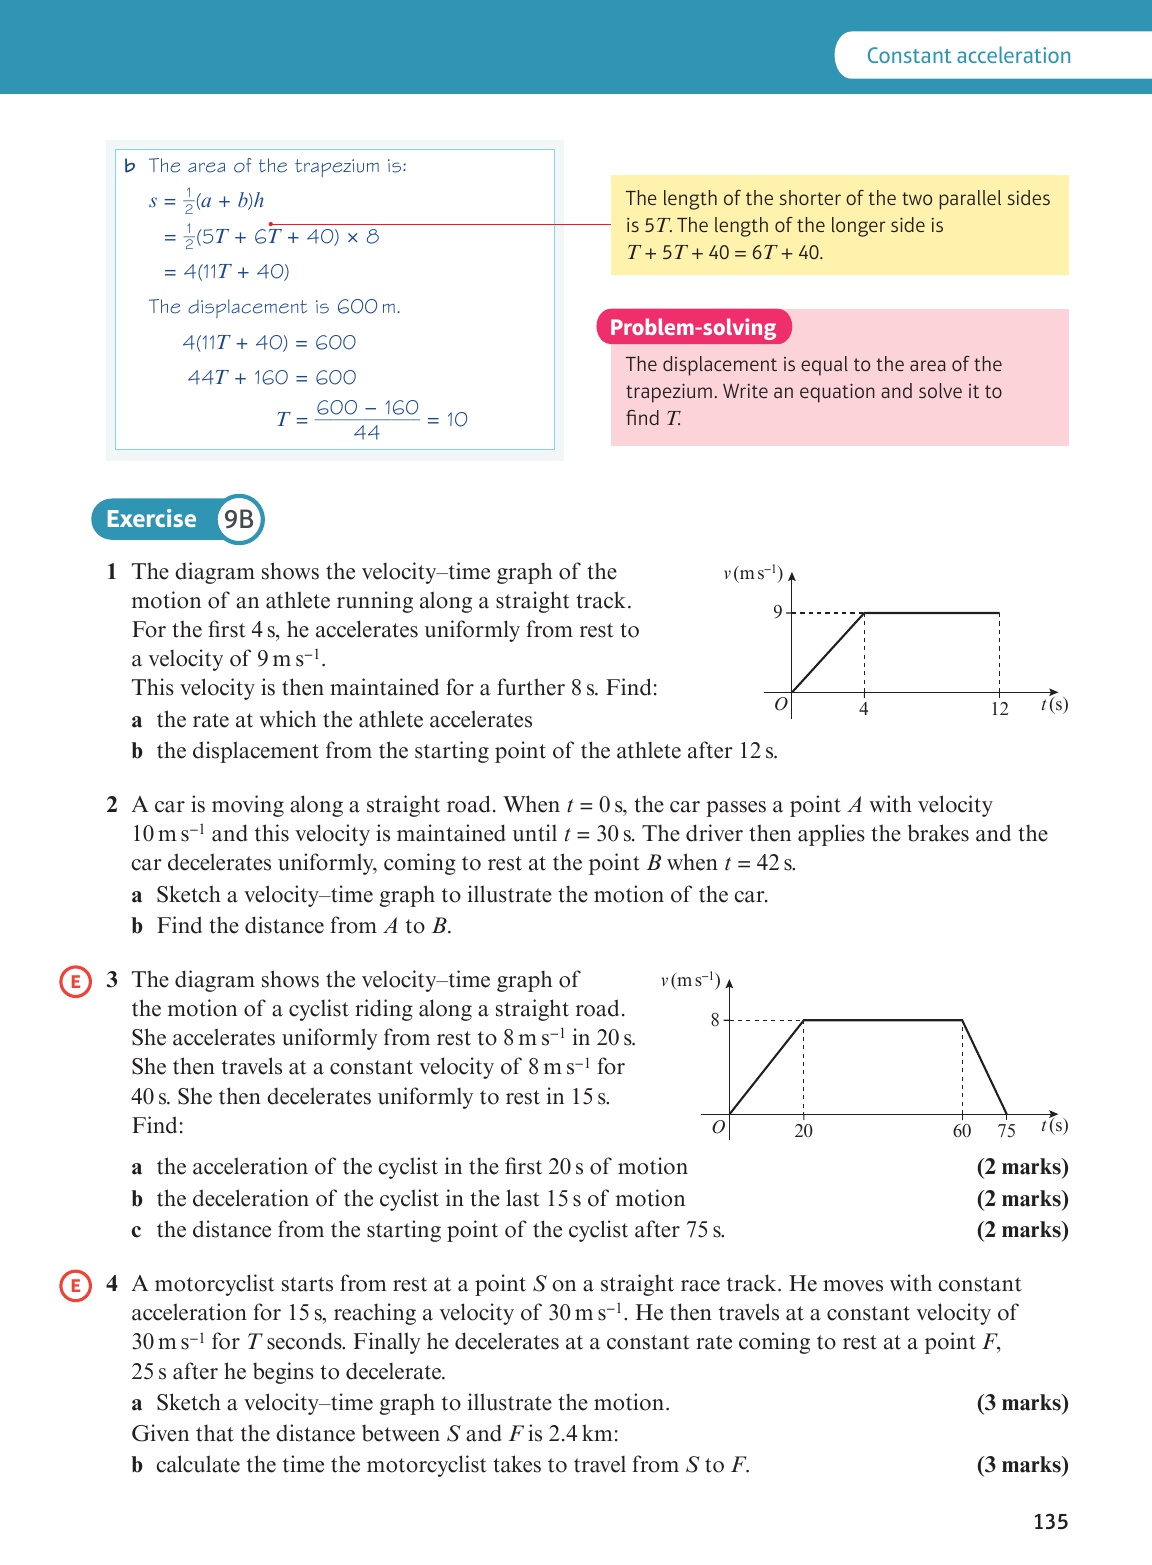 Constant acceleration
b The area of the trapezium is:
s = ½(a + b)h
= ½(5T + 6T + 40) × 8
= 4(11T + 40)
The displacement is 600 m.
4(11T + 40) = 600
44T + 160 = 600
T = (600 − 160)/44 = 10
The length of the shorter of the two parallel sides
is 5T. The length of the longer side is
T + 5T + 40 = 6T + 40.
Problem-solving
The displacement is equal to the area of the
trapezium. Write an equation and solve it to
find T.
Exercise 9B
1 The diagram shows the velocity–time graph of the
motion of an athlete running along a straight track.
For the first 4 s, he accelerates uniformly from rest to
a velocity of 9 m s⁻¹.
This velocity is then maintained for a further 8 s. Find:
a the rate at which the athlete accelerates
b the displacement from the starting point of the athlete after 12 s.
v (m s⁻¹)
9
O 4 12 t (s)
2 A car is moving along a straight road. When t = 0 s, the car passes a point A with velocity
10 m s⁻¹ and this velocity is maintained until t = 30 s. The driver then applies the brakes and the
car decelerates uniformly, coming to rest at the point B when t = 42 s.
a Sketch a velocity–time graph to illustrate the motion of the car.
b Find the distance from A to B.
E 3 The diagram shows the velocity–time graph of
the motion of a cyclist riding along a straight road.
She accelerates uniformly from rest to 8 m s⁻¹ in 20 s.
She then travels at a constant velocity of 8 m s⁻¹ for
40 s. She then decelerates uniformly to rest in 15 s.
Find:
v (m s⁻¹)
8
O 20 60 75 t (s)
a the acceleration of the cyclist in the first 20 s of motion (2 marks)
b the deceleration of the cyclist in the last 15 s of motion (2 marks)
c the distance from the starting point of the cyclist after 75 s. (2 marks)
E 4 A motorcyclist starts from rest at a point S on a straight race track. He moves with constant
acceleration for 15 s, reaching a velocity of 30 m s⁻¹. He then travels at a constant velocity of
30 m s⁻¹ for T seconds. Finally he decelerates at a constant rate coming to rest at a point F,
25 s after he begins to decelerate.
a Sketch a velocity–time graph to illustrate the motion. (3 marks)
Given that the distance between S and F is 2.4 km:
b calculate the time the motorcyclist takes to travel from S to F. (3 marks)
135